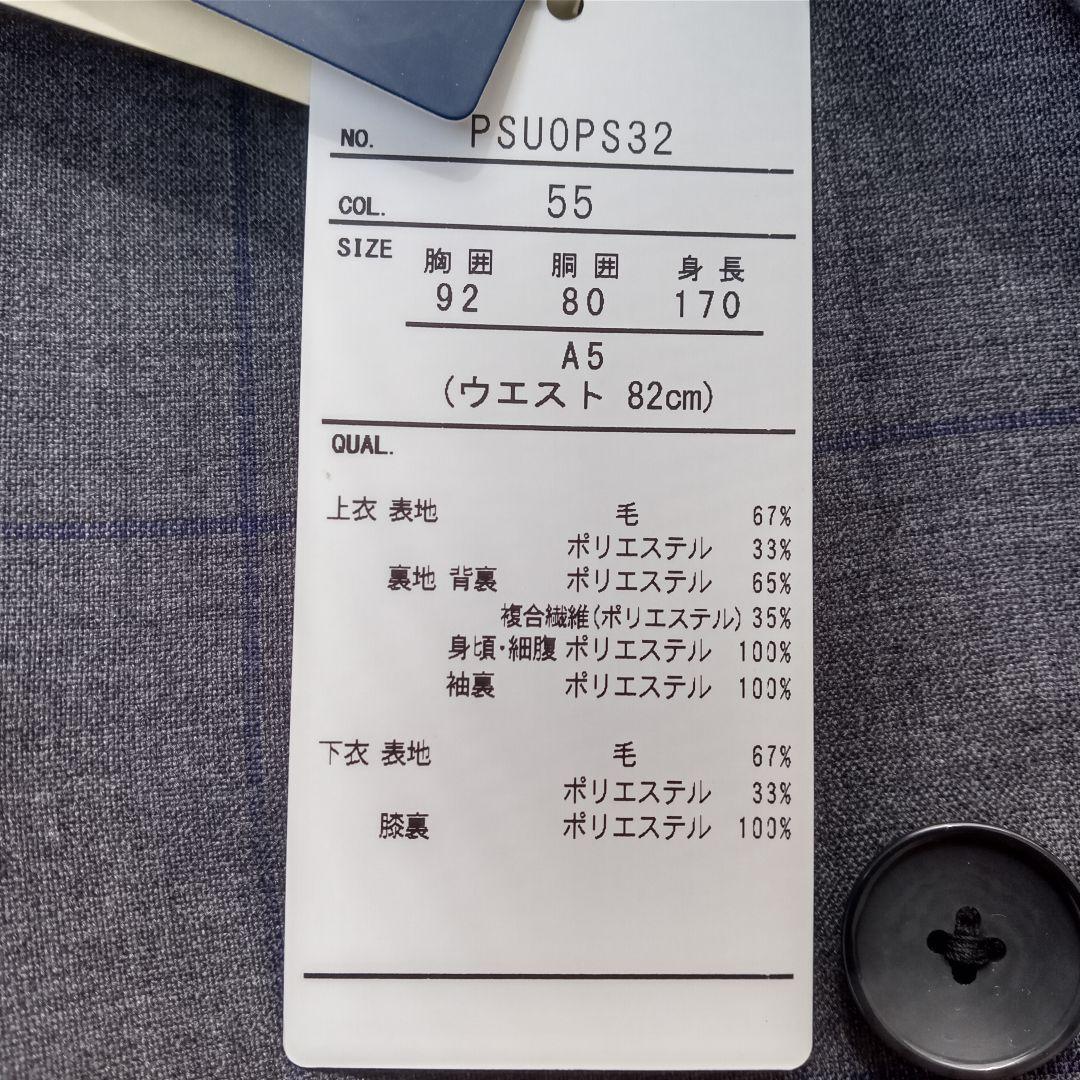 NO. PSU0PS32
COL. 55
SIZE 胸囲 胴囲 身長
92 80 170
A5
(ウエスト 82cm)
QUAL.
上衣 表地 毛 67%
ポリエステル 33%
裏地 背裏 ポリエステル 65%
複合繊維(ポリエステル) 35%
身頃・細腹 ポリエステル 100%
袖裏 ポリエステル 100%
下衣 表地 毛 67%
ポリエステル 33%
膝裏 ポリエステル 100%